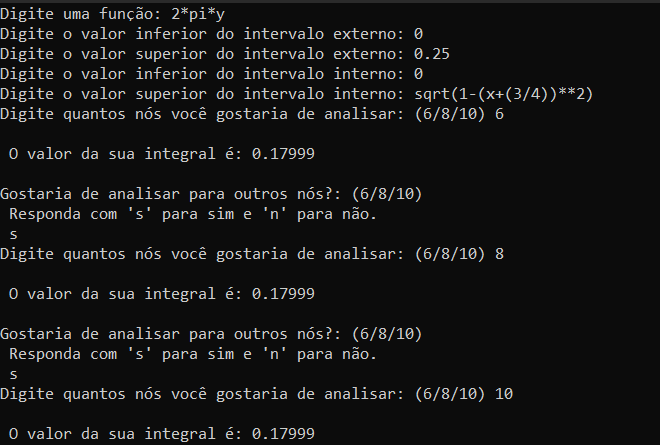 Digite uma função: 2*pi*y
Digite o valor inferior do intervalo externo: 0
Digite o valor superior do intervalo externo: 0.25
Digite o valor inferior do intervalo interno: 0
Digite o valor superior do intervalo interno: sqrt(1-(x+(3/4))**2)
Digite quantos nós você gostaria de analisar: (6/8/10) 6
O valor da sua integral é: 0.17999
Gostaria de analisar para outros nós?: (6/8/10)
Responda com 's' para sim e 'n' para não.
s
Digite quantos nós você gostaria de analisar: (6/8/10) 8
O valor da sua integral é: 0.17999
Gostaria de analisar para outros nós?: (6/8/10)
Responda com 's' para sim e 'n' para não.
s
Digite quantos nós você gostaria de analisar: (6/8/10) 10
O valor da sua integral é: 0.17999